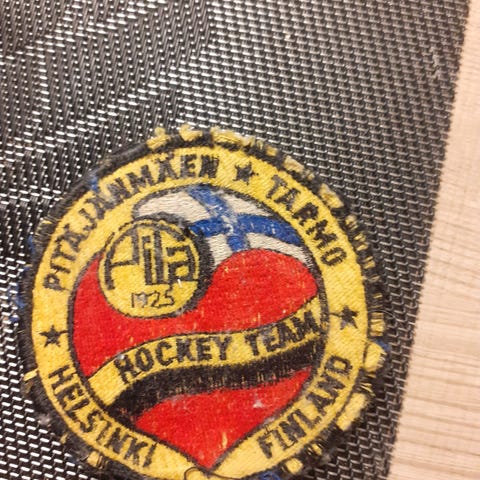 PITÄJÄNMÄEN ★ TARMO
PiTa
1925
HOCKEY TEAM
★ HELSINKI FINLAND ★